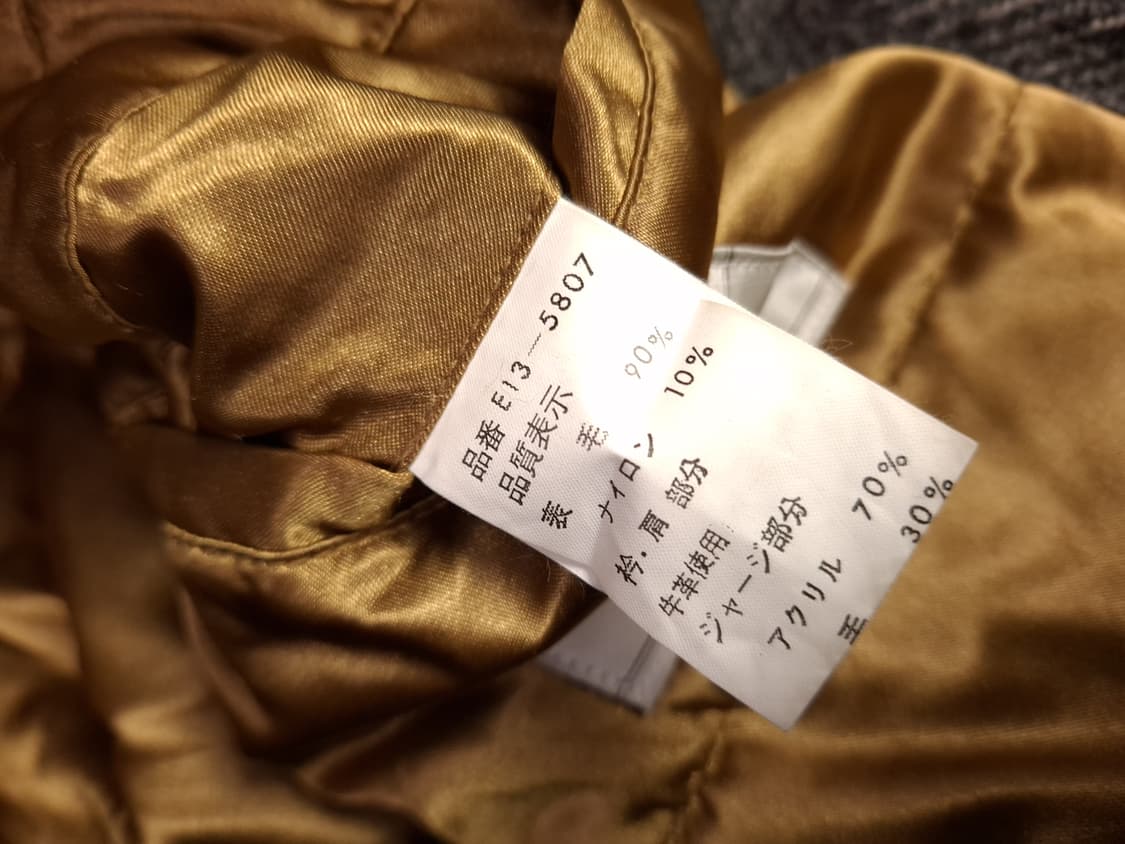 品番 E13-5807
品質表示
表 毛 90%
ナイロン 10%
衿．肩 部分
牛革使用
ジャージ部分
アクリル 70%
毛 30%